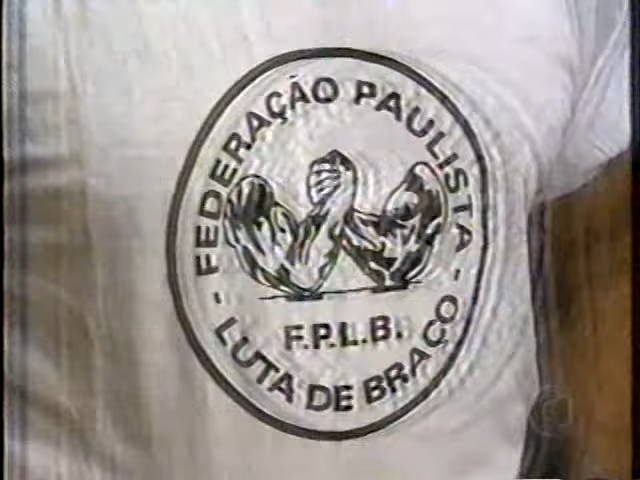 FEDERAÇÃO PAULISTA
F.P.L.B.
- LUTA DE BRAÇO -